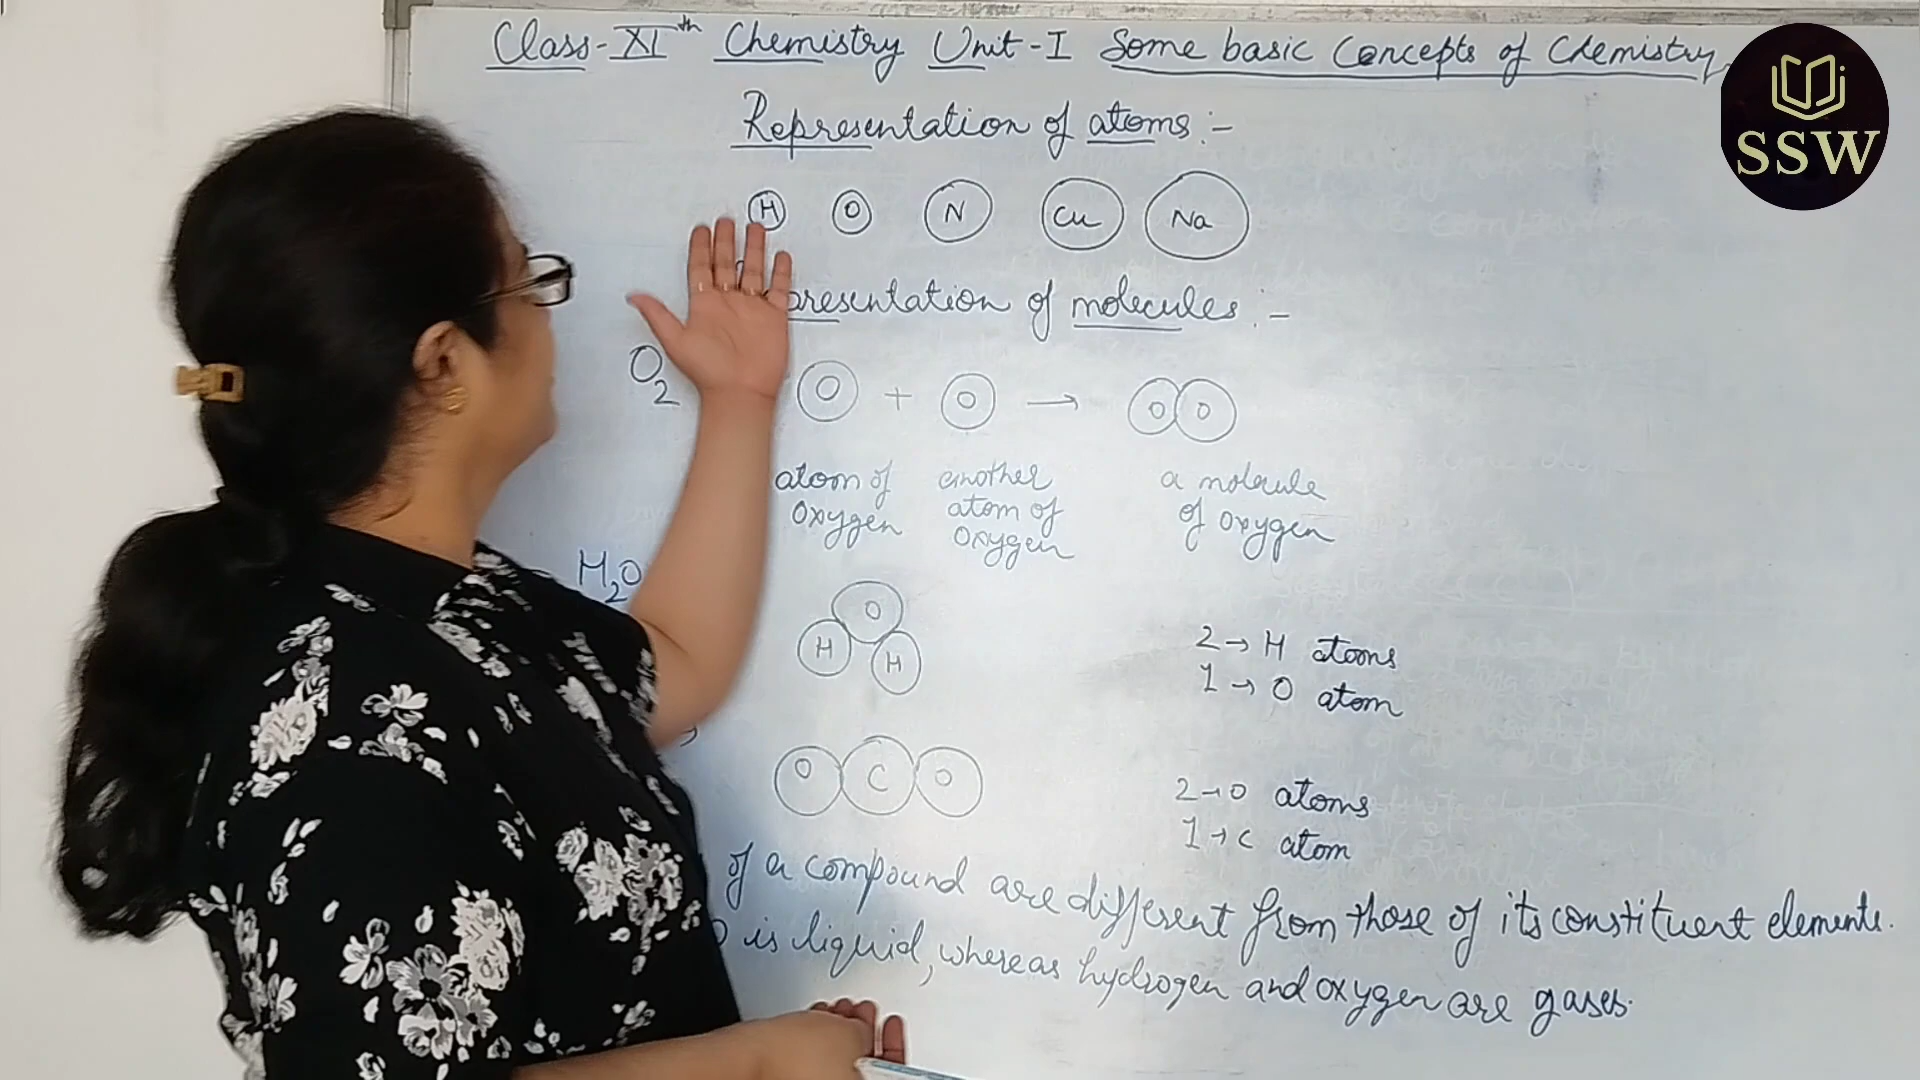 Class-XIth Chemistry Unit-I Some basic Concepts of Chemistry
SSW
Representation of atoms:-
H O N Cu Na
presentation of molecules:-
O2 O + O → O O
atom of oxygen another atom of oxygen a molecule of oxygen
H2O
O
H H
2→H atoms
1→O atom
O C O
2→O atoms
1→C atom
of a compound are different from those of its constituent elements.
O is liquid, whereas hydrogen and oxygen are gases.